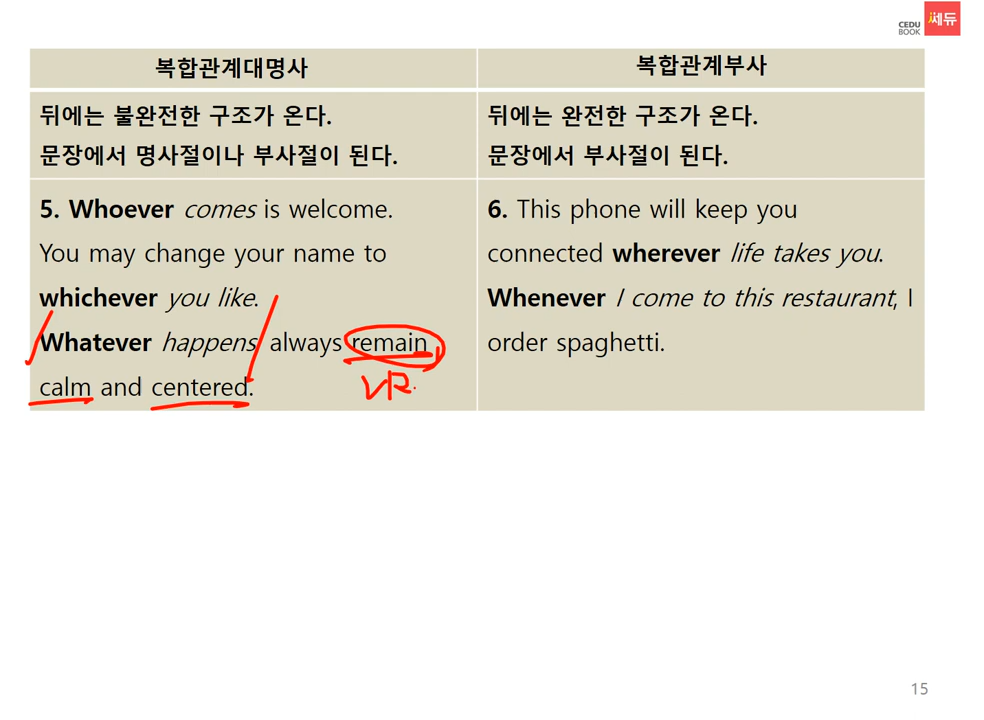 CEDU
BOOK
쎄듀
복합관계대명사
복합관계부사
뒤에는 불완전한 구조가 온다.
문장에서 명사절이나 부사절이 된다.
뒤에는 완전한 구조가 온다.
문장에서 부사절이 된다.
5. Whoever comes is welcome.
You may change your name to
whichever you like.
Whatever happens always remain
calm and centered.
VR.
6. This phone will keep you
connected wherever life takes you.
Whenever I come to this restaurant, I
order spaghetti.
15